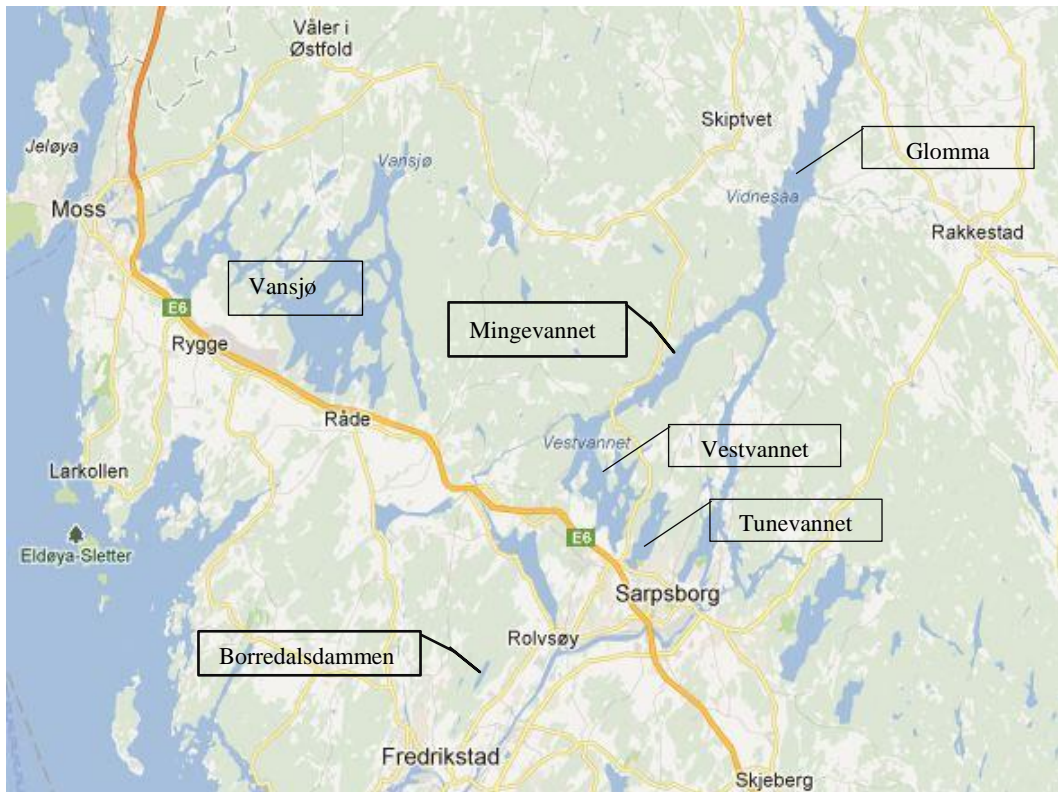 Våler i
Østfold
Skiptvet
Glomma
Jeløya
Vansjø
Vidnesåa
Moss
Rakkestad
Vansjø
E6
Mingevannet
Rygge
Råde
Vestvannet
Vestvannet
Larkollen
Tunevannet
E6
Eldøya-Sletter
Sarpsborg
Rolvsøy
Borredalsdammen
Fredrikstad
Skjeberg